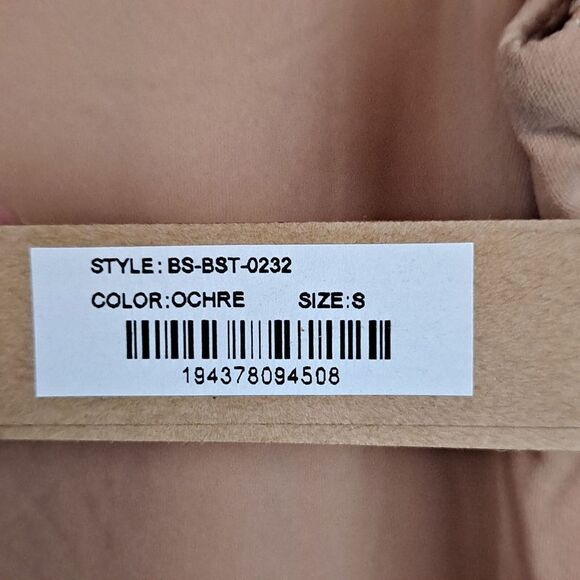 STYLE: BS-BST-0232
COLOR:OCHRE SIZE:S
194378094508